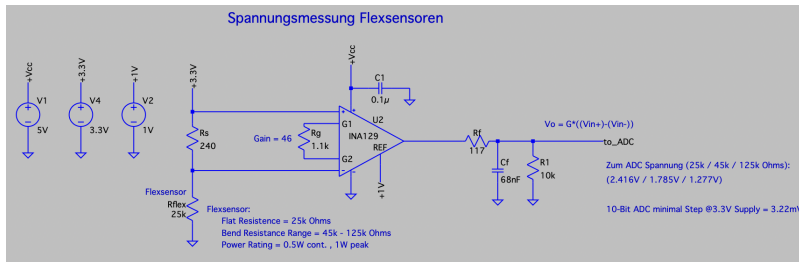 Spannungsmessung Flexsensoren
+Vcc
+3.3V
+1V
+3.3V
+Vcc
V1
5V
V4
3.3V
V2
1V
C1
0.1µ
Rs
240
Gain = 46
Rg
1.1k
G1
G2
U2
INA129
REF
+1V
Vo = G*((Vin+)-(Vin-))
Rf
117
to_ADC
Cf
68nF
R1
10k
Zum ADC Spannung (25k / 45k / 125k Ohms):
(2.416V / 1.785V / 1.277V)
10-Bit ADC minimal Step @3.3V Supply = 3.22mV
Flexsensor
Rflex
25k
Flexsensor:
Flat Resistence = 25k Ohms
Bend Resistance Range = 45k - 125k Ohms
Power Rating = 0.5W cont. , 1W peak